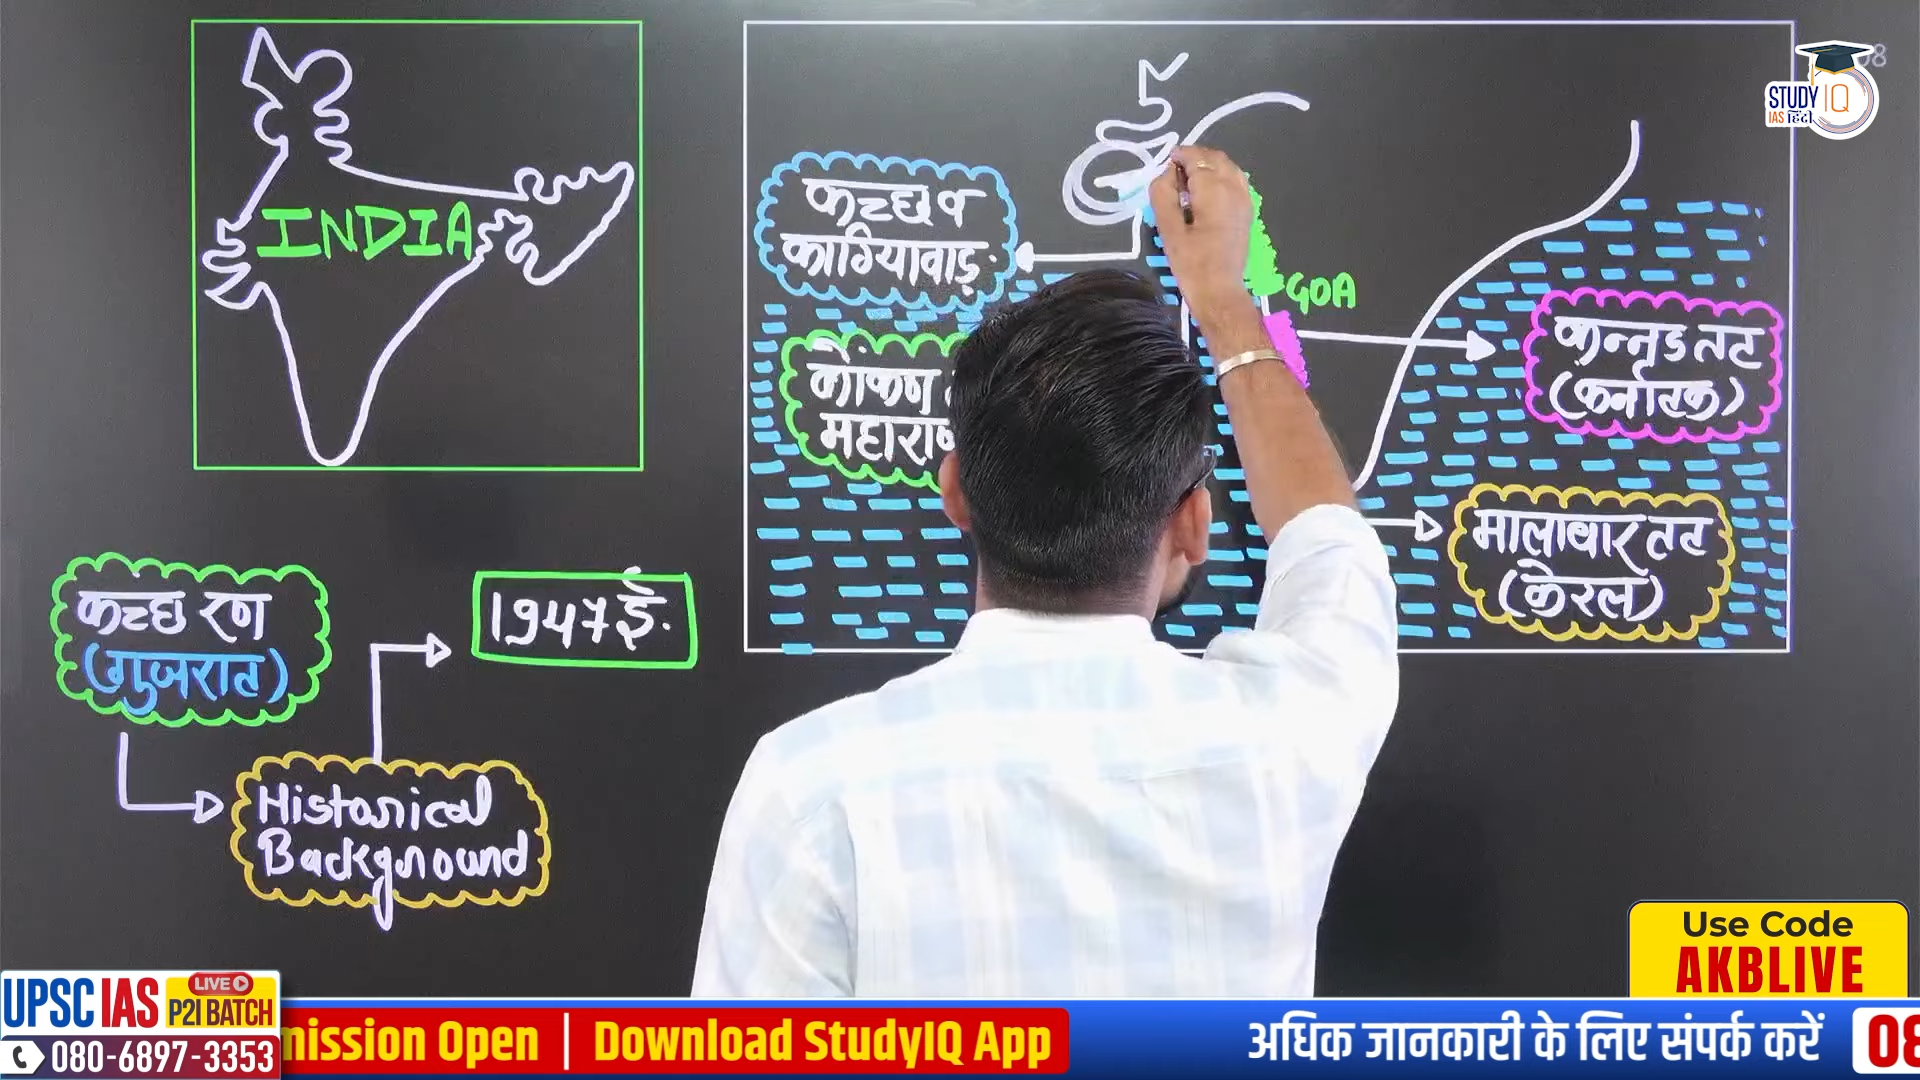 INDIA
कच्छ व
काठियावाड़
कोंकण
GOA
कन्नड तट
(कर्नाटक)
मालाबार तट
(केरल)
कच्छ रण
(गुजरात)
1947 ई.
Historical
Background
STUDY IQ
IAS हिंदी
Use Code
AKBLIVE
UPSC IAS
LIVE
P2I BATCH
080-6897-3353
mission Open | Download StudyIQ App
अधिक जानकारी के लिए संपर्क करें
08